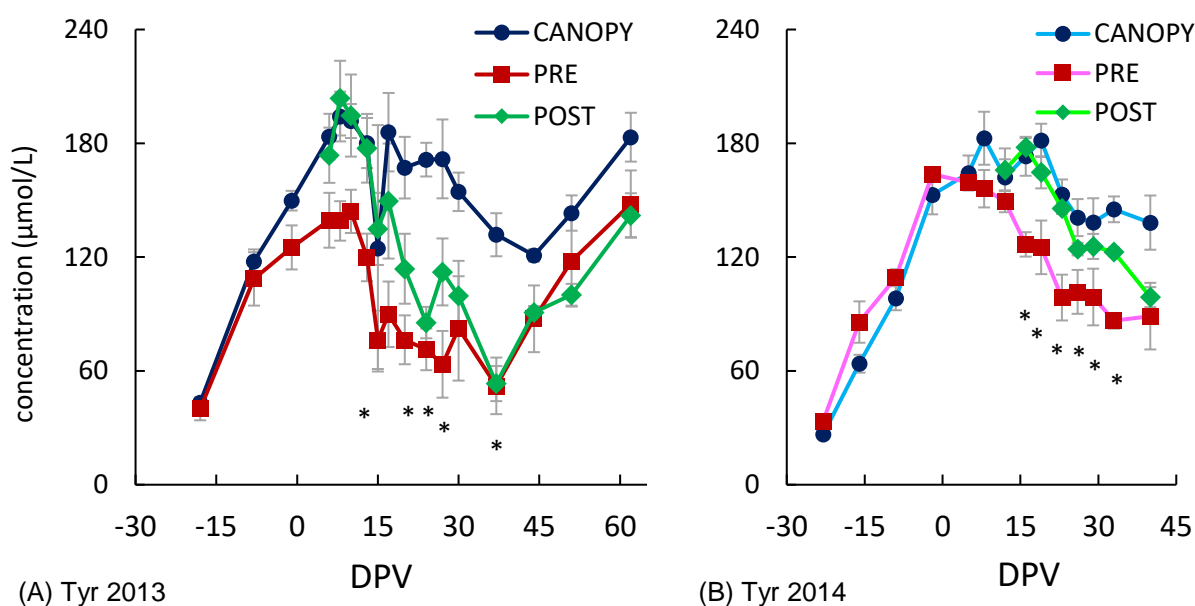 240
180
120
60
0
concentration (µmol/L)
CANOPY
PRE
POST
* * * * *
-30 -15 0 15 30 45 60
DPV
(A) Tyr 2013
240
180
120
60
0
CANOPY
PRE
POST
* * * * * *
-30 -15 0 15 30 45
DPV
(B) Tyr 2014